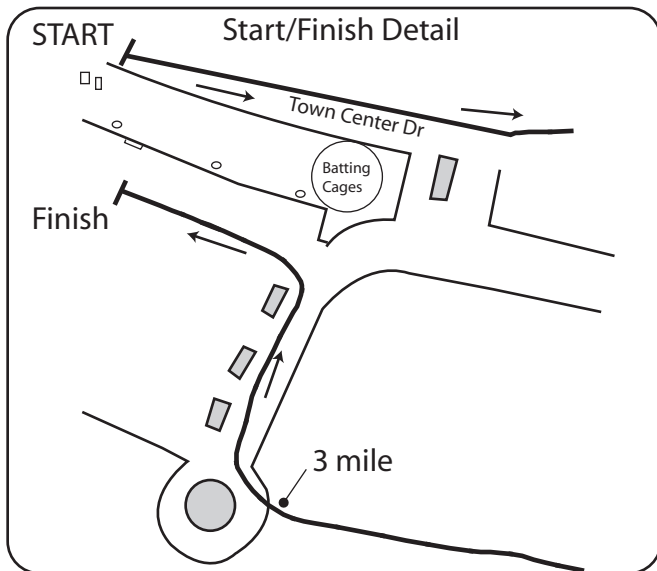 Start/Finish Detail
START
Town Center Dr
Batting
Cages
Finish
3 mile